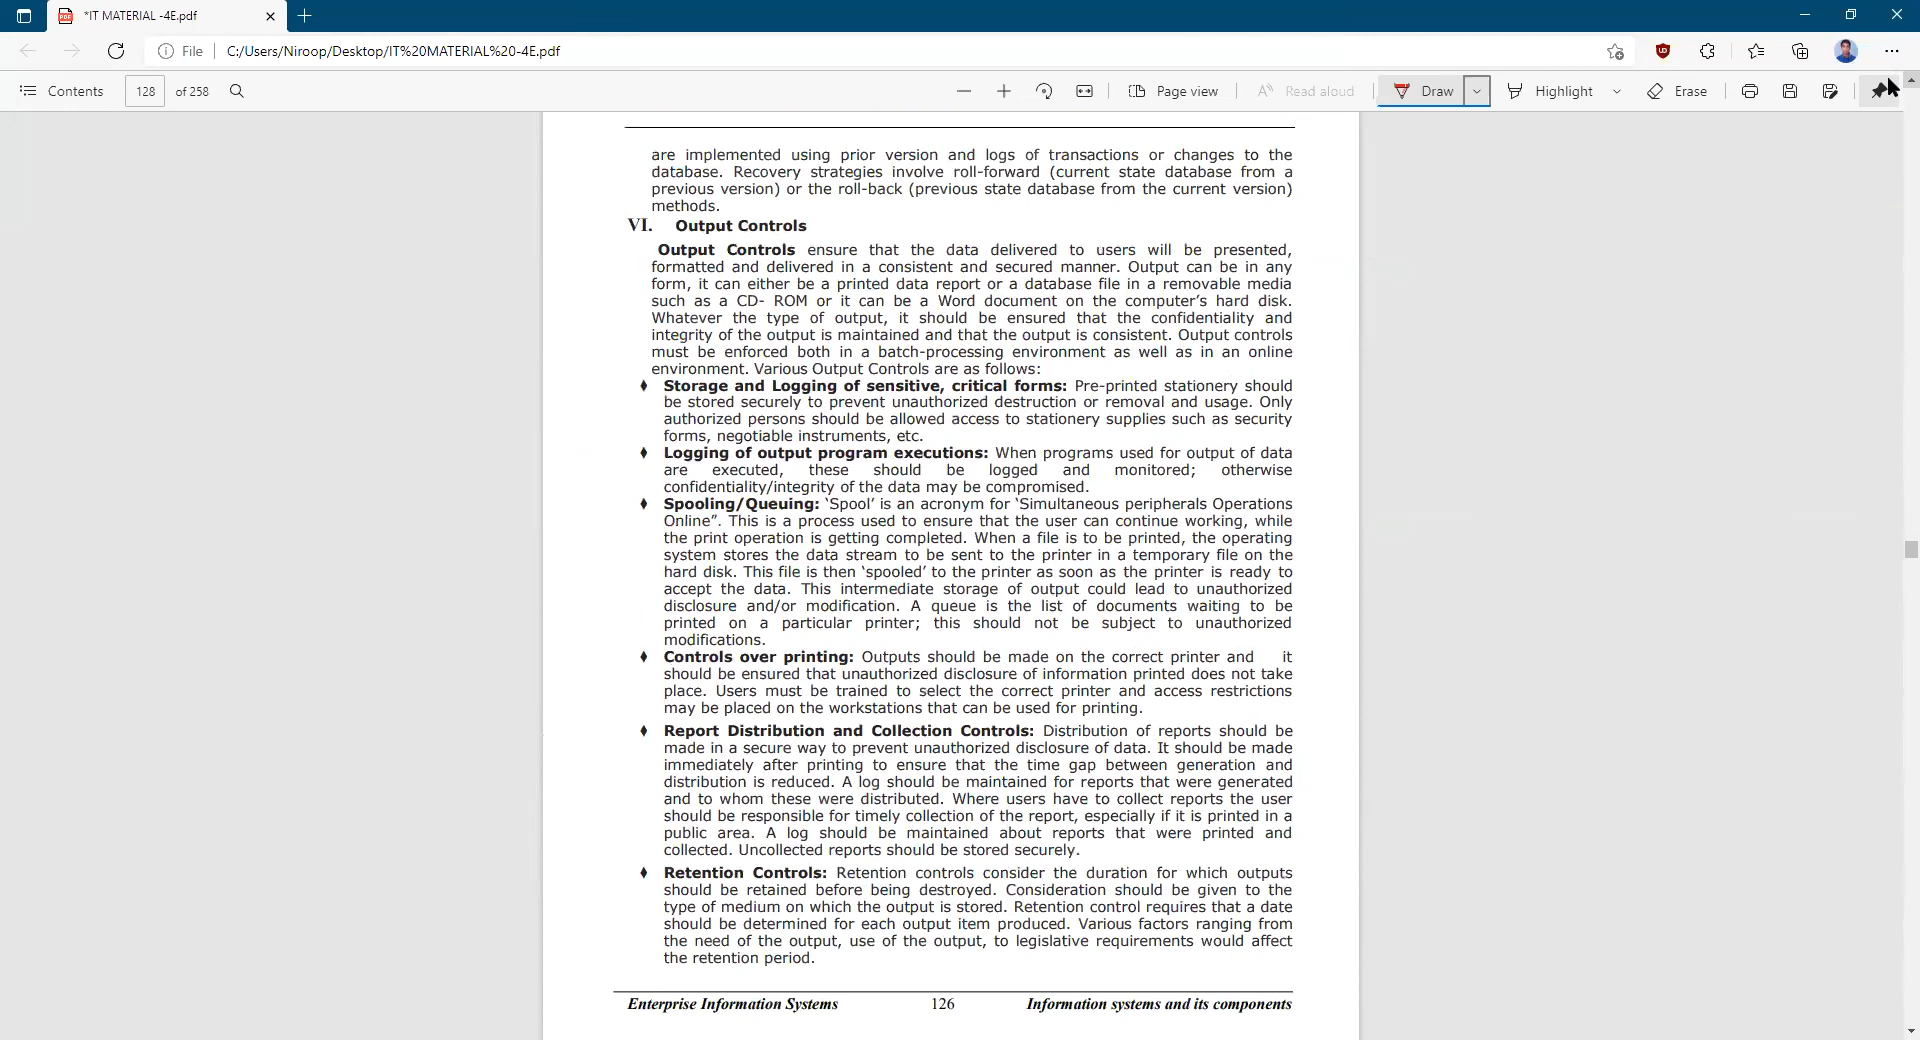 *IT MATERIAL -4E.pdf
File
C:/Users/Niroop/Desktop/IT%20MATERIAL%20-4E.pdf
Contents 128 of 258
Page view
Read aloud
Draw
Highlight
Erase
are implemented using prior version and logs of transactions or changes to the
database. Recovery strategies involve roll-forward (current state database from a
previous version) or the roll-back (previous state database from the current version)
methods.
VI. Output Controls
Output Controls ensure that the data delivered to users will be presented,
formatted and delivered in a consistent and secured manner. Output can be in any
form, it can either be a printed data report or a database file in a removable media
such as a CD- ROM or it can be a Word document on the computer's hard disk.
Whatever the type of output, it should be ensured that the confidentiality and
integrity of the output is maintained and that the output is consistent. Output controls
must be enforced both in a batch-processing environment as well as in an online
environment. Various Output Controls are as follows:
♦ Storage and Logging of sensitive, critical forms: Pre-printed stationery should
be stored securely to prevent unauthorized destruction or removal and usage. Only
authorized persons should be allowed access to stationery supplies such as security
forms, negotiable instruments, etc.
♦ Logging of output program executions: When programs used for output of data
are executed, these should be logged and monitored; otherwise
confidentiality/integrity of the data may be compromised.
♦ Spooling/Queuing: ‘Spool’ is an acronym for ‘Simultaneous peripherals Operations
Online”. This is a process used to ensure that the user can continue working, while
the print operation is getting completed. When a file is to be printed, the operating
system stores the data stream to be sent to the printer in a temporary file on the
hard disk. This file is then ‘spooled’ to the printer as soon as the printer is ready to
accept the data. This intermediate storage of output could lead to unauthorized
disclosure and/or modification. A queue is the list of documents waiting to be
printed on a particular printer; this should not be subject to unauthorized
modifications.
♦ Controls over printing: Outputs should be made on the correct printer and it
should be ensured that unauthorized disclosure of information printed does not take
place. Users must be trained to select the correct printer and access restrictions
may be placed on the workstations that can be used for printing.
♦ Report Distribution and Collection Controls: Distribution of reports should be
made in a secure way to prevent unauthorized disclosure of data. It should be made
immediately after printing to ensure that the time gap between generation and
distribution is reduced. A log should be maintained for reports that were generated
and to whom these were distributed. Where users have to collect reports the user
should be responsible for timely collection of the report, especially if it is printed in a
public area. A log should be maintained about reports that were printed and
collected. Uncollected reports should be stored securely.
♦ Retention Controls: Retention controls consider the duration for which outputs
should be retained before being destroyed. Consideration should be given to the
type of medium on which the output is stored. Retention control requires that a date
should be determined for each output item produced. Various factors ranging from
the need of the output, use of the output, to legislative requirements would affect
the retention period.
Enterprise Information Systems 126 Information systems and its components